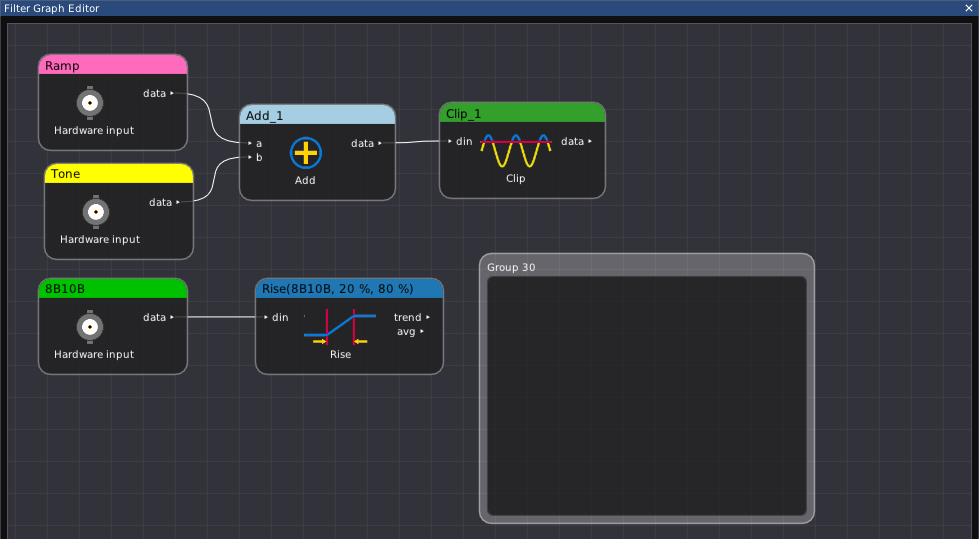 Filter Graph Editor
Ramp
data
Hardware input
Tone
data
Hardware input
Add_1
a
b
data
Add
Clip_1
din
data
Clip
8B10B
data
Hardware input
Rise(8B10B, 20 %, 80 %)
din
trend
avg
Rise
Group 30